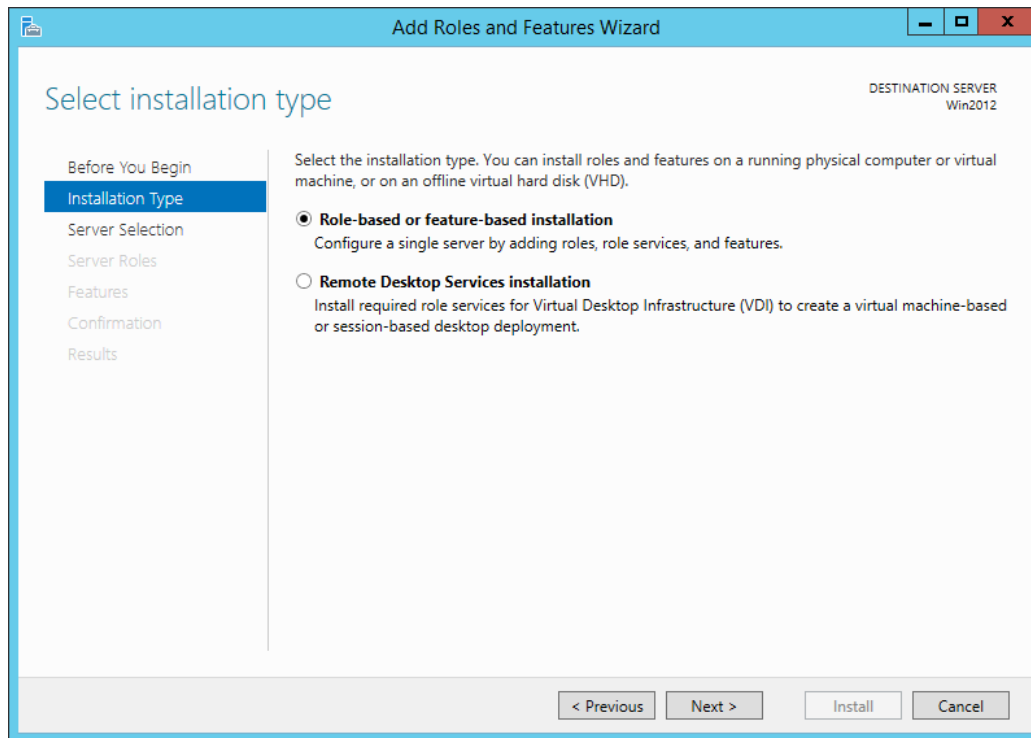 Add Roles and Features Wizard
X
Select installation type
DESTINATION SERVER
Win2012
Before You Begin
Installation Type
Server Selection
Server Roles
Features
Confirmation
Results
Select the installation type. You can install roles and features on a running physical computer or virtual
machine, or on an offline virtual hard disk (VHD).
Role-based or feature-based installation
Configure a single server by adding roles, role services, and features.
Remote Desktop Services installation
Install required role services for Virtual Desktop Infrastructure (VDI) to create a virtual machine-based
or session-based desktop deployment.
< Previous
Next >
Install
Cancel